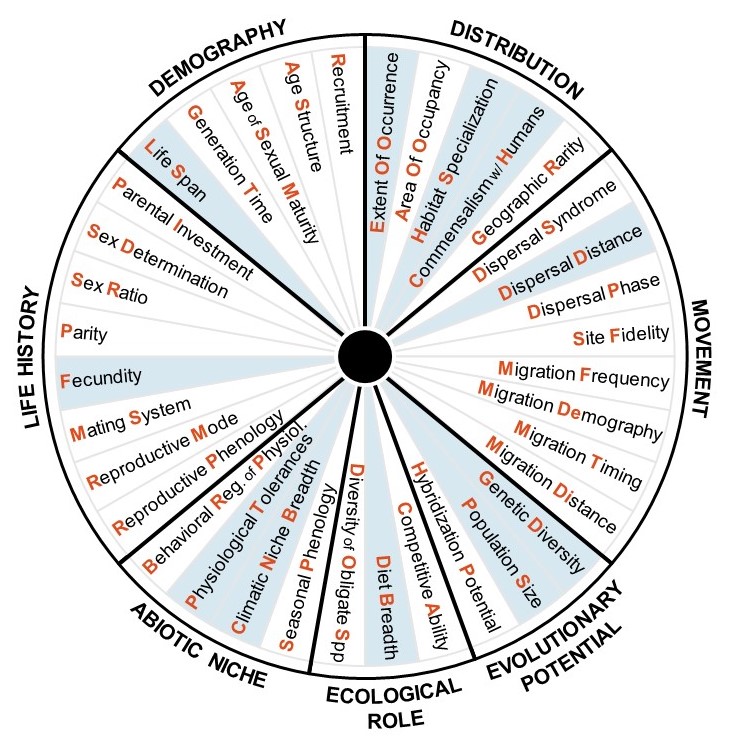 DISTRIBUTION
Extent Of Occurrence
Area Of Occupancy
Habitat Specialization
Commensalism w/ Humans
Geographic Rarity
MOVEMENT
Dispersal Syndrome
Dispersal Distance
Dispersal Phase
Site Fidelity
Migration Frequency
Migration Demography
Migration Timing
Migration Distance
EVOLUTIONARY
POTENTIAL
Genetic Diversity
Population Size
Hybridization Potential
ECOLOGICAL
ROLE
Competitive Ability
Diet Breadth
Diversity of Obligate Spp
ABIOTIC NICHE
Seasonal Phenology
Climatic Niche Breadth
Physiological Tolerances
Behavioral Reg. of Physiol.
LIFE HISTORY
Reproductive Phenology
Reproductive Mode
Mating System
Fecundity
Parity
Sex Ratio
Sex Determination
Parental Investment
DEMOGRAPHY
Life Span
Generation Time
Age of Sexual Maturity
Age Structure
Recruitment